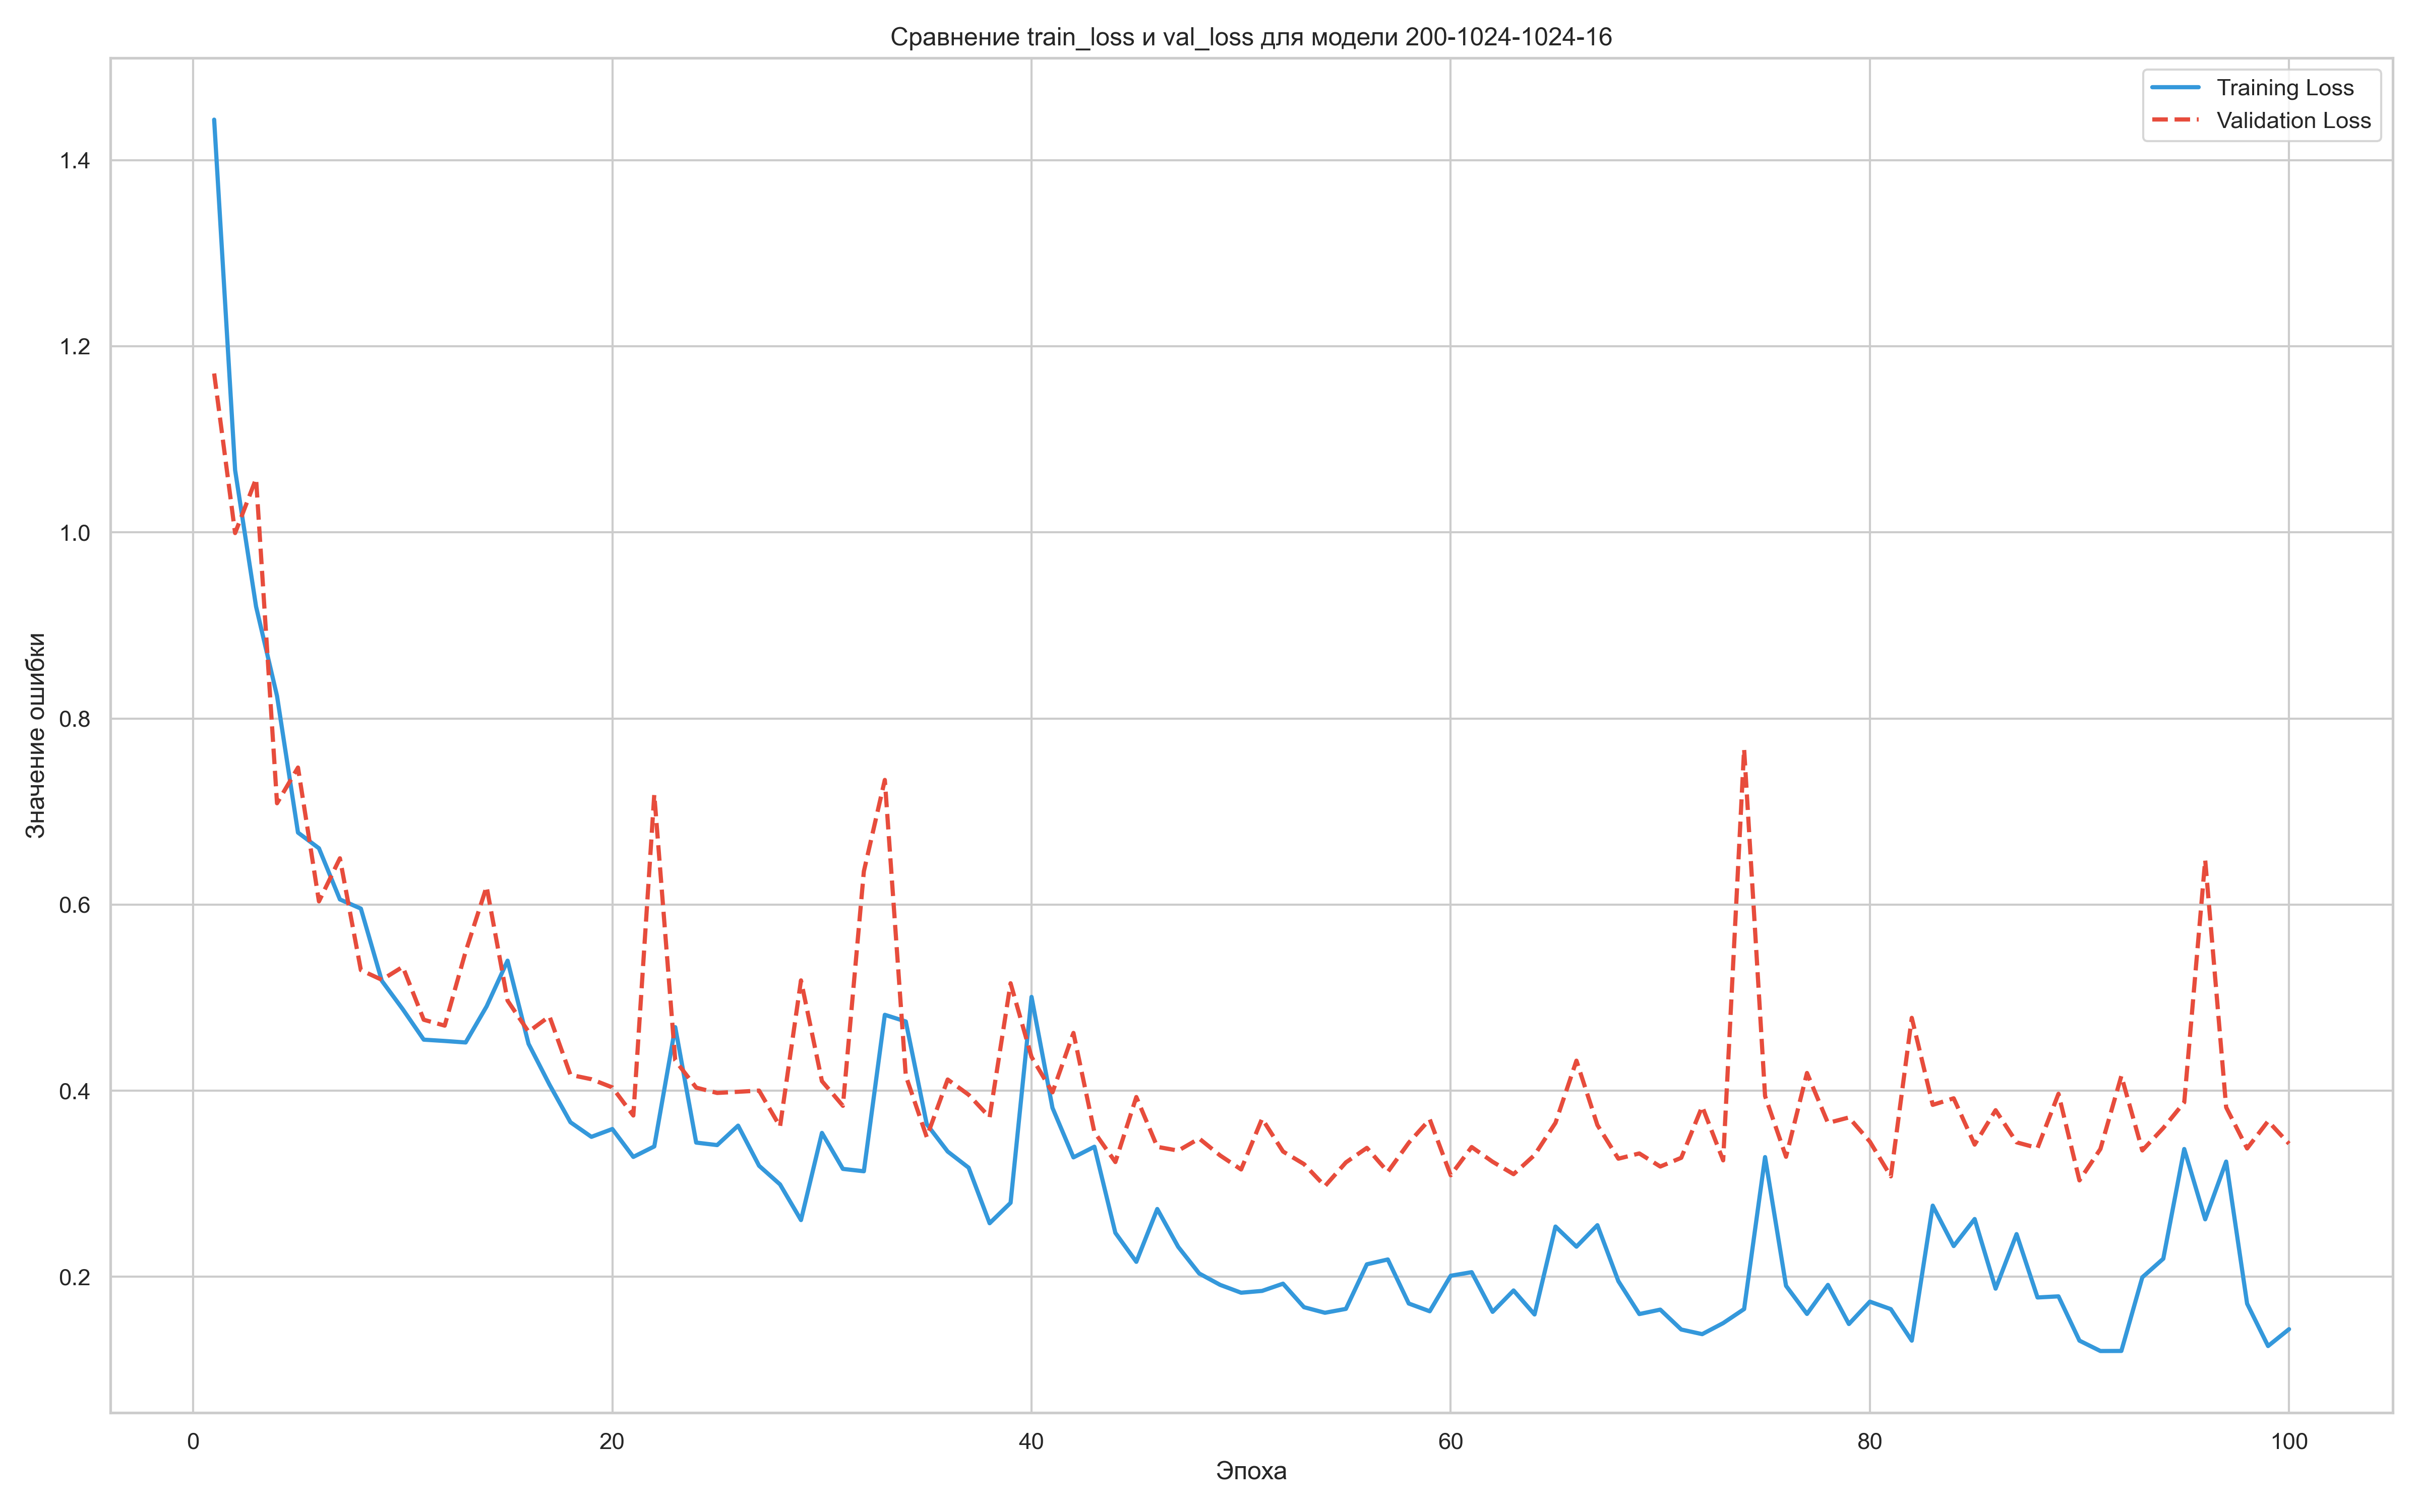 Сравнение train_loss и val_loss для модели 200-1024-1024-16
Training Loss
Validation Loss
Значение ошибки
1.4
1.2
1.0
0.8
0.6
0.4
0.2
0 20 40 60 80 100
Эпоха